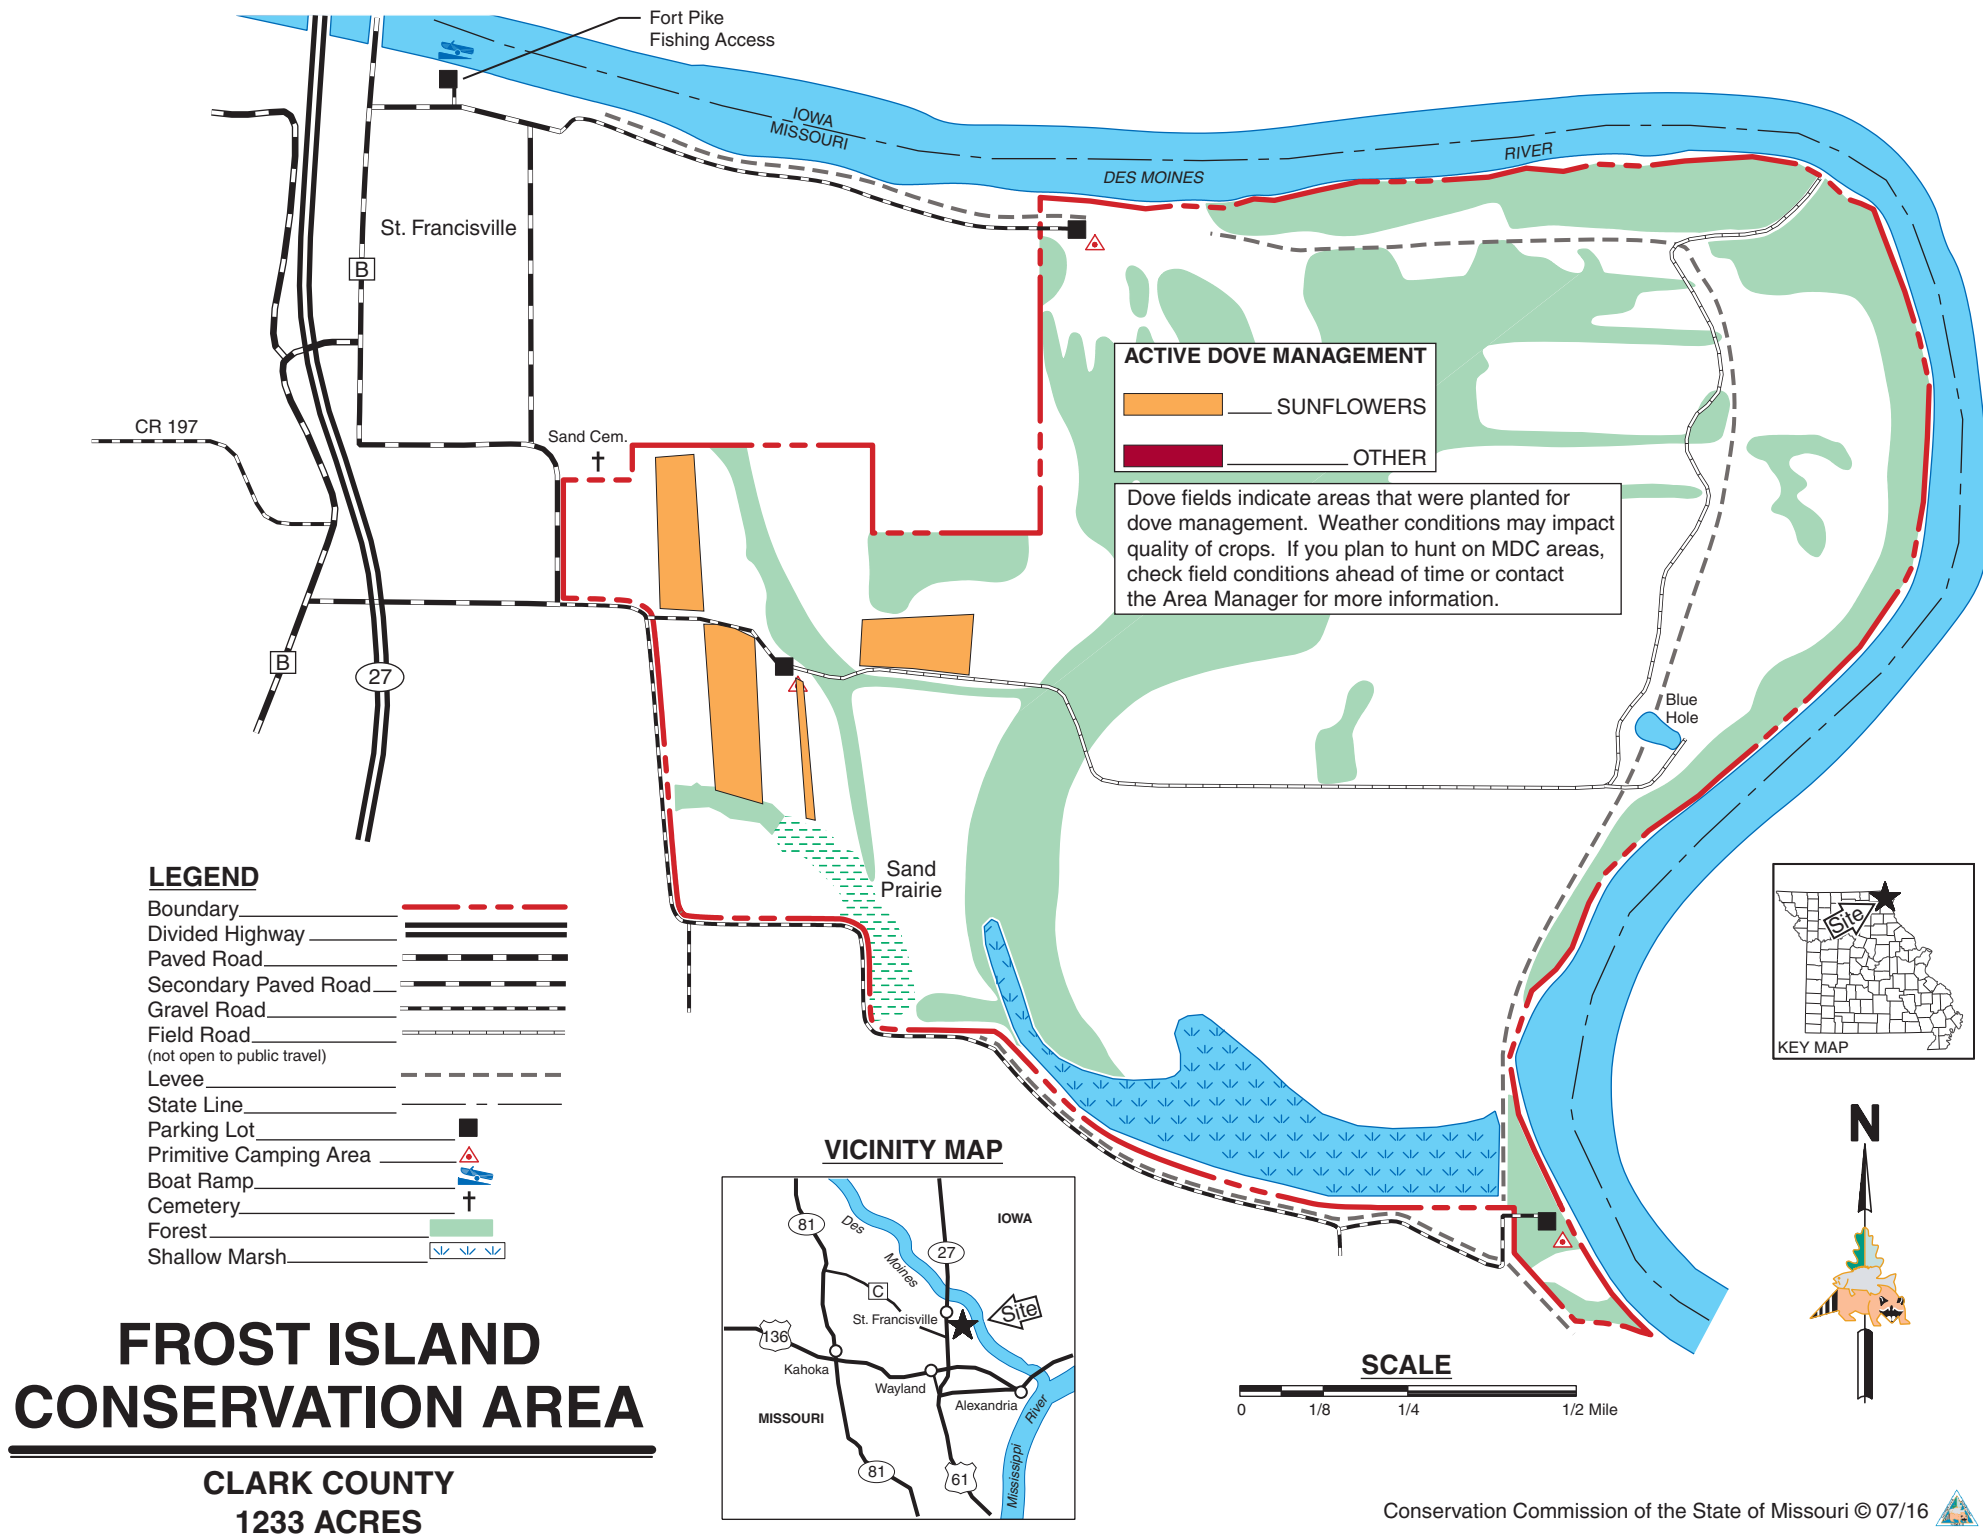 Fort Pike
Fishing Access
IOWA
MISSOURI
DES MOINES
RIVER
St. Francisville
B
CR 197
Sand Cem.
B
27
ACTIVE DOVE MANAGEMENT
SUNFLOWERS
OTHER
Dove fields indicate areas that were planted for
dove management. Weather conditions may impact
quality of crops. If you plan to hunt on MDC areas,
check field conditions ahead of time or contact
the Area Manager for more information.
Blue
Hole
Sand
Prairie
LEGEND
Boundary
Divided Highway
Paved Road
Secondary Paved Road
Gravel Road
Field Road
(not open to public travel)
Levee
State Line
Parking Lot
Primitive Camping Area
Boat Ramp
Cemetery
Forest
Shallow Marsh
Site
KEY MAP
N
VICINITY MAP
81
Des
Moines
27
IOWA
C
St. Francisville
Site
136
Kahoka
Wayland
Alexandria
MISSOURI
81
61
Mississippi
River
SCALE
0 1/8 1/4 1/2 Mile
FROST ISLAND
CONSERVATION AREA
CLARK COUNTY
1233 ACRES
Conservation Commission of the State of Missouri © 07/16